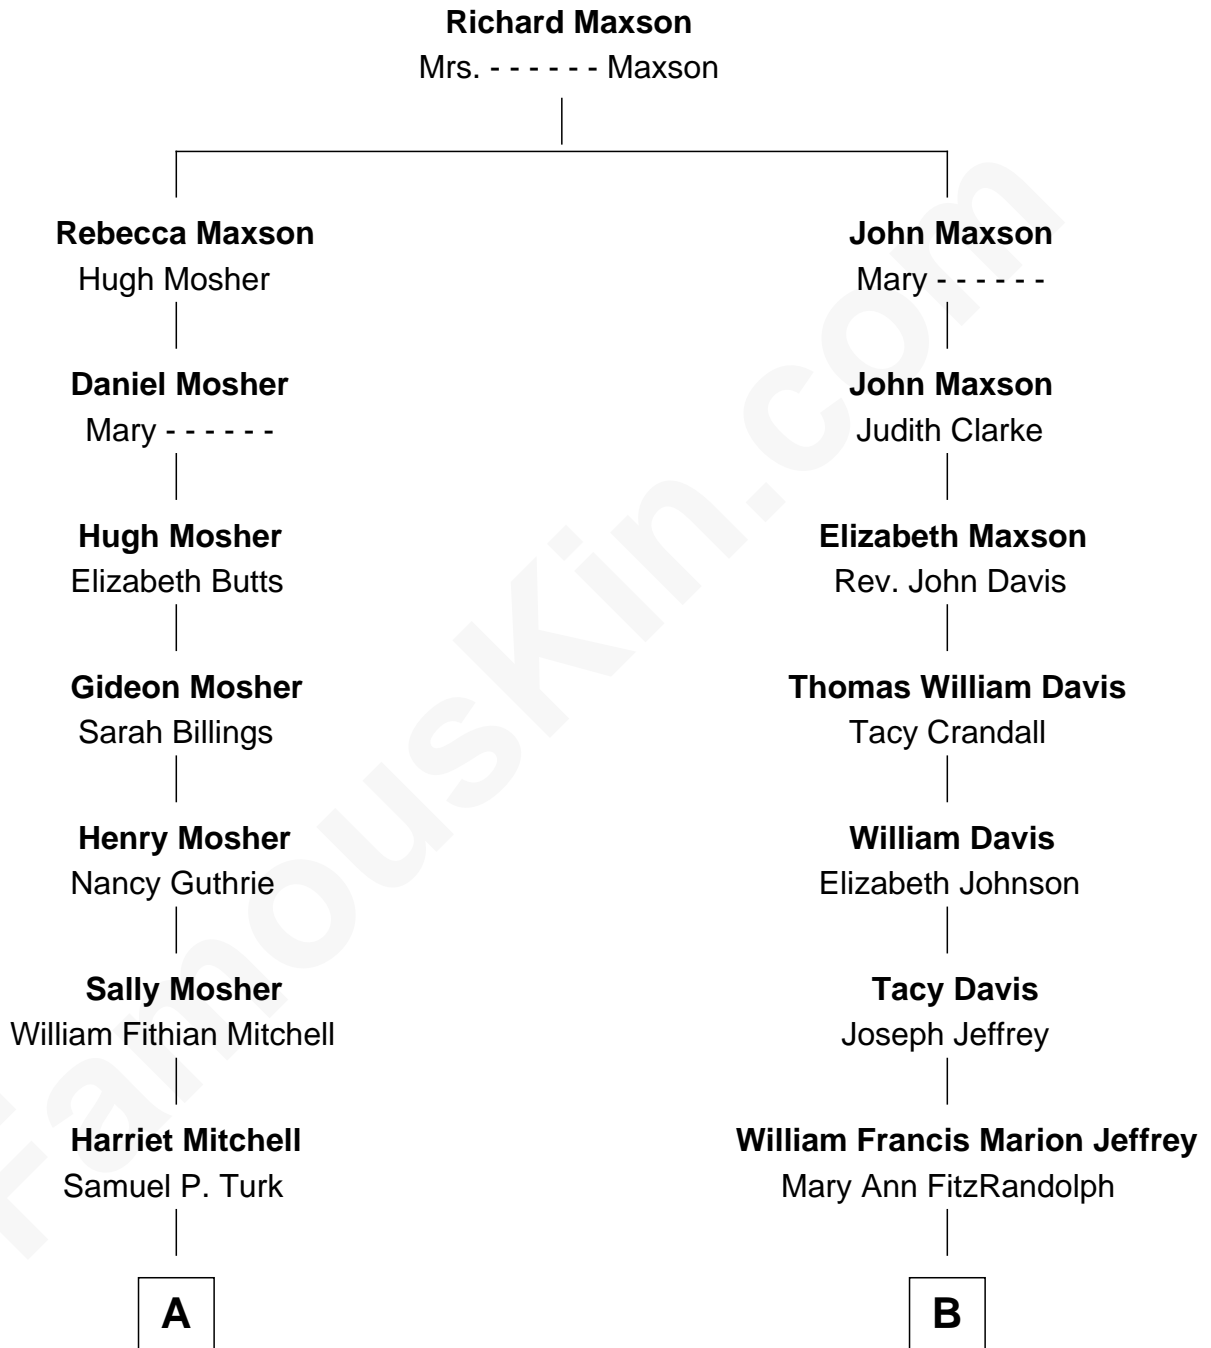 Richard Maxson
Mrs. - - - - - - Maxson
Rebecca Maxson
Hugh Mosher
John Maxson
Mary - - - - - -
Daniel Mosher
Mary - - - - - -
John Maxson
Judith Clarke
Hugh Mosher
Elizabeth Butts
Elizabeth Maxson
Rev. John Davis
Gideon Mosher
Sarah Billings
Thomas William Davis
Tacy Crandall
Henry Mosher
Nancy Guthrie
William Davis
Elizabeth Johnson
Sally Mosher
William Fithian Mitchell
Tacy Davis
Joseph Jeffrey
Harriet Mitchell
Samuel P. Turk
William Francis Marion Jeffrey
Mary Ann FitzRandolph
A
B
FamousKin.com